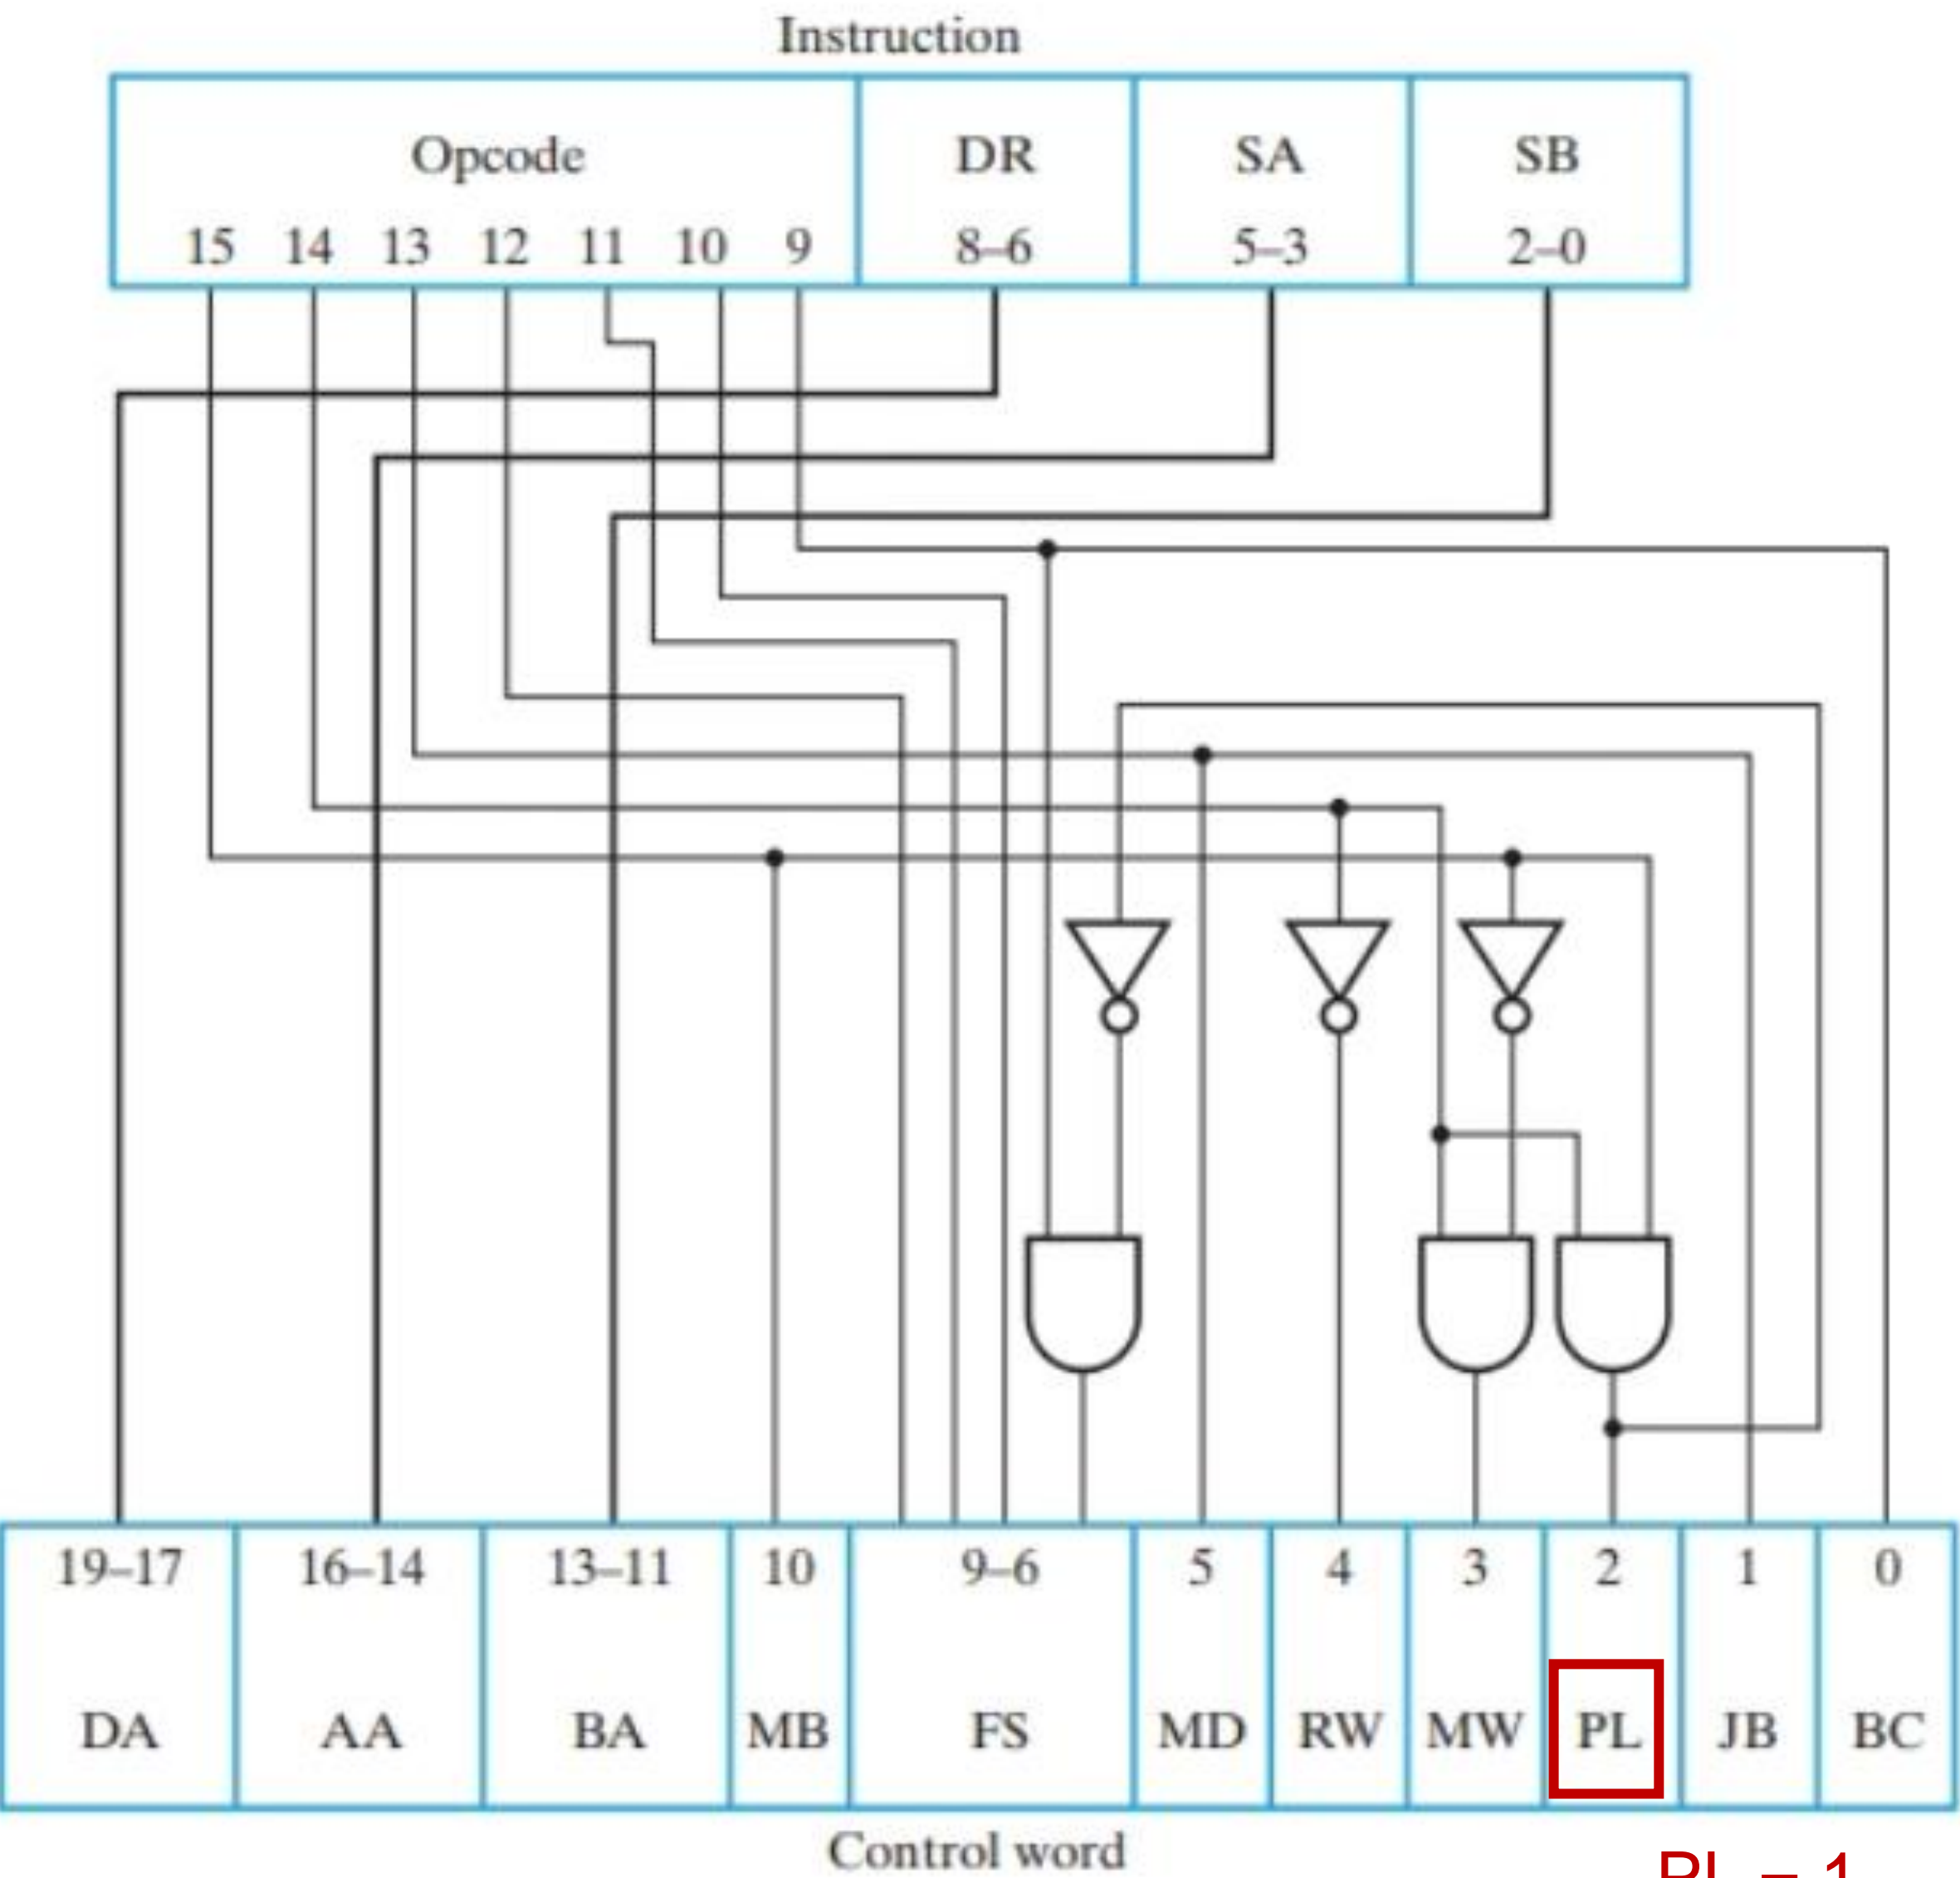 Instruction
Opcode DR SA SB
15 14 13 12 11 10 9 8–6 5–3 2–0
19–17 16–14 13–11 10 9–6 5 4 3 2 1 0
DA AA BA MB FS MD RW MW PL JB BC
Control word
PL = 1